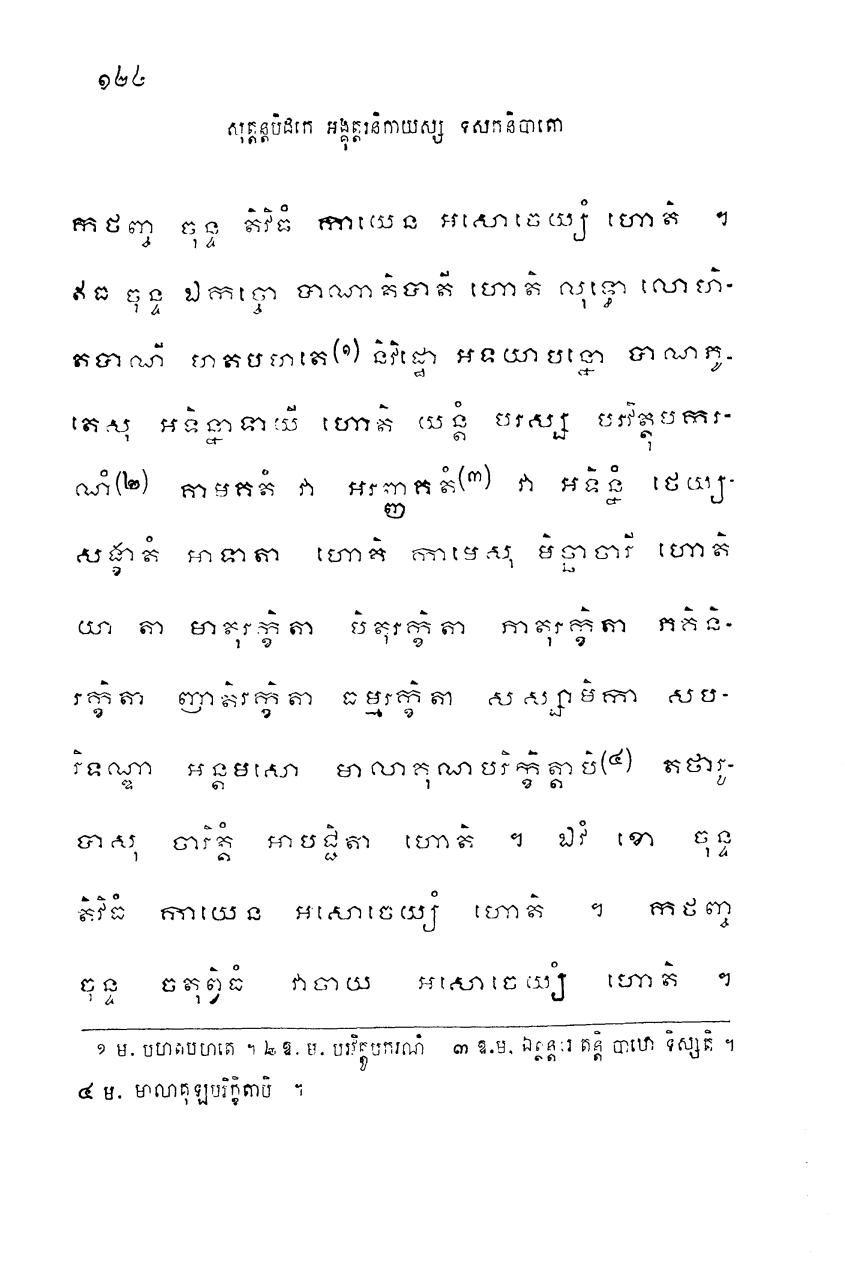 ១២៤
សុត្តន្តបិដកេ អង្គុត្តរនិកាយស្ស ទសកនិបាតោ
កថញ្ច ចុន្ទ តិវិធំ កាយេន អសោចេយ្យំ ហោតិ ។
ឥធ ចុន្ទ ឯកច្ចោ បាណាតិបាតី ហោតិ លុទ្ធោ លោហិ-
តបាណី ហតបហតេ(១) និវិដ្ឋោ អទយាបន្នោ បាណភូ-
តេសុ អទិន្នាទាយី ហោតិ យន្តំ បរស្ស បរវិត្តុបការ-
ណំ(២) គាមគតំ វា អរញ្ញគតំ(៣) វា អទិន្នំ ថេយ្យ-
សង្ខាតំ អាទាតា ហោតិ កាមេសុ មិច្ឆាចារី ហោតិ
យា តា មាតុរក្ខិតា បិតុរក្ខិតា ភាតុរក្ខិតា ភគិនិ-
រក្ខិតា ញាតិរក្ខិតា ធម្មរក្ខិតា សស្សាមិកា សប-
រិទណ្ឌា អន្តមសោ មាលាគុណបរិក្ខិត្តាបិ(៤) តថារូ-
បាសុ ចារិត្តំ អាបជ្ជិតា ហោតិ ។ ឯវំ ខោ ចុន្ទ
តិវិធំ កាយេន អសោចេយ្យំ ហោតិ ។ កថញ្ច
ចុន្ទ ចតុព្វិធំ វាចាយ អសោចេយ្យំ ហោតិ ។
១ ម. បហតបហតេ ។ ២ ឱ. ម. បរវិត្តូបករណំ ៣ ឱ.ម. ឯត្ថន្តរេ តន្តិ បាឋោ ទិស្សតិ ។
៤ ម. មាលាគុឡបរិក្ខិតាបិ ។